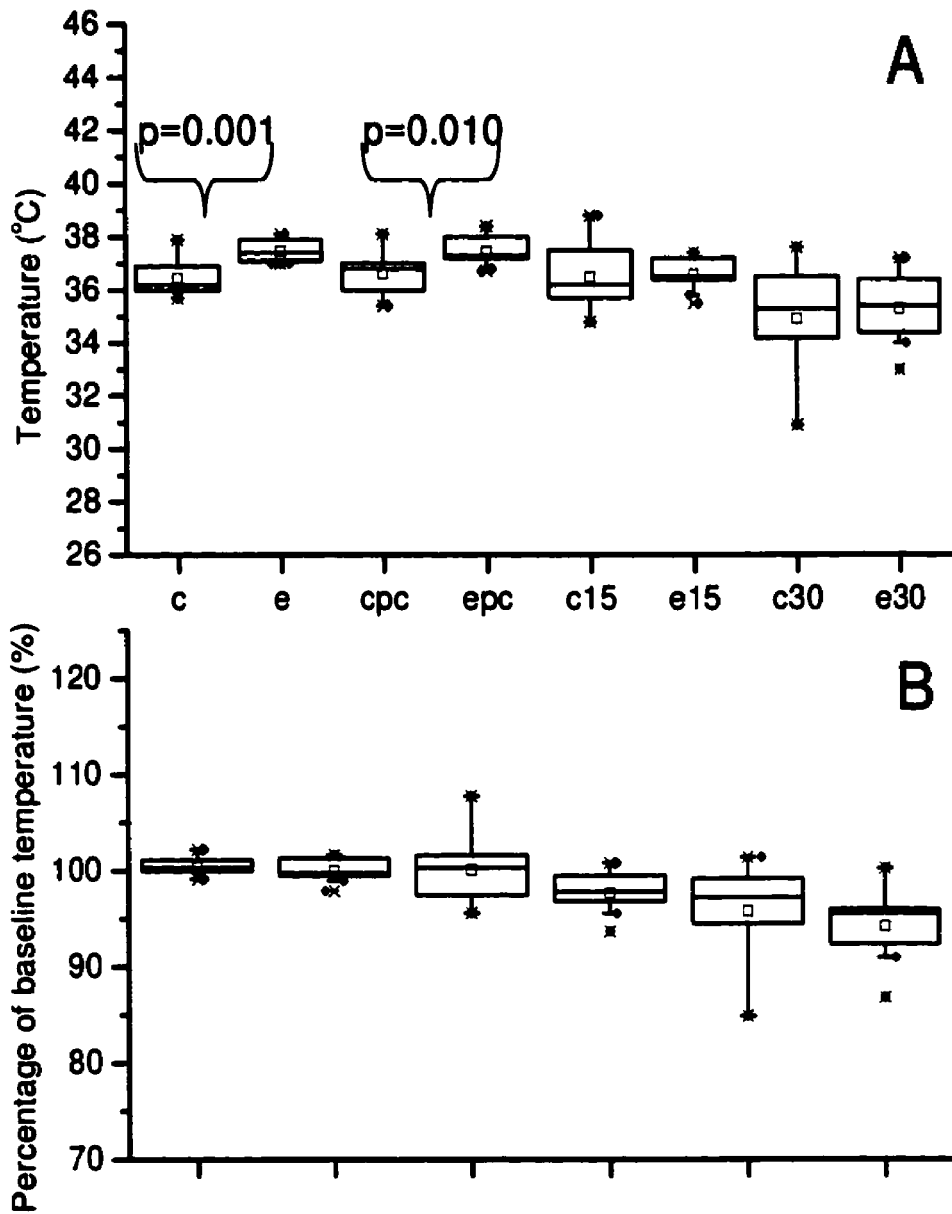 46
A
44
42
p=0.001 p=0.010
40
38
36
34
32
30
28
26
Temperature (°C)
c e cpc epc c15 e15 c30 e30
B
120
110
100
90
80
70
Percentage of baseline temperature (%)